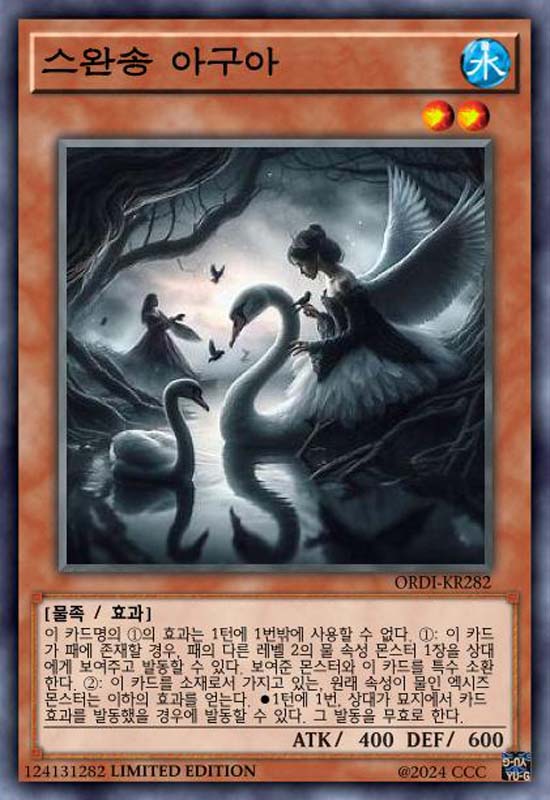 스완송 아구아
水
ORDI-KR282
[물족 / 효과]
이 카드명의 ①의 효과는 1턴에 1번밖에 사용할 수 없다. ①: 이 카드
가 패에 존재할 경우, 패의 다른 레벨 2의 물 속성 몬스터 1장을 상대
에게 보여주고 발동할 수 있다. 보여준 몬스터와 이 카드를 특수 소환
한다. ②: 이 카드를 소재로서 가지고 있는, 원래 속성이 물인 엑시즈
몬스터는 이하의 효과를 얻는다. ●1턴에 1번, 상대가 묘지에서 카드
효과를 발동했을 경우에 발동할 수 있다. 그 발동을 무효로 한다.
ATK/ 400 DEF/ 600
124131282 LIMITED EDITION @2024 CCC
YU-G